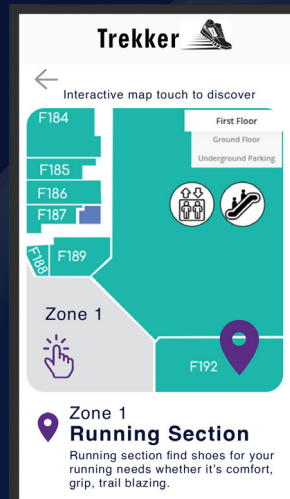 Trekker
Interactive map touch to discover
F184
First Floor
Ground Floor
Underground Parking
F185
F186
F187
F188
F189
Zone 1
F192
Zone 1
Running Section
Running section find shoes for your
running needs whether it's comfort,
grip, trail blazing.